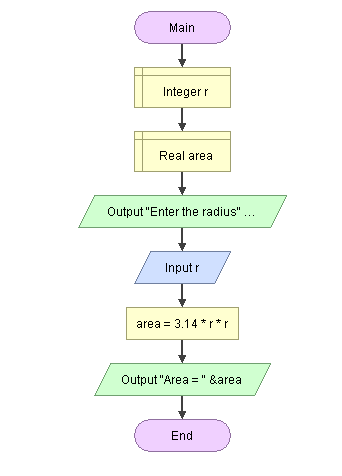 Main
Integer r
Real area
Output "Enter the radius" ...
Input r
area = 3.14 * r * r
Output "Area = " &area
End